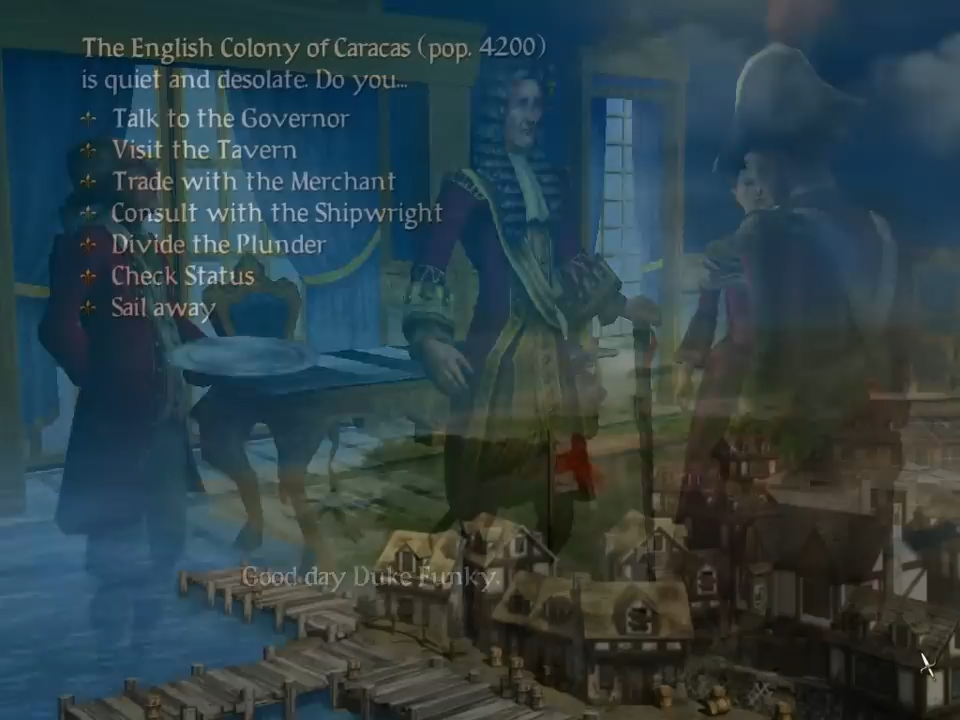 The English Colony of Caracas (pop. 4200)
is quiet and desolate. Do you...
Talk to the Governor
Visit the Tavern
Trade with the Merchant
Consult with the Shipwright
Divide the Plunder
Check Status
Sail away
Good day Duke Funky.